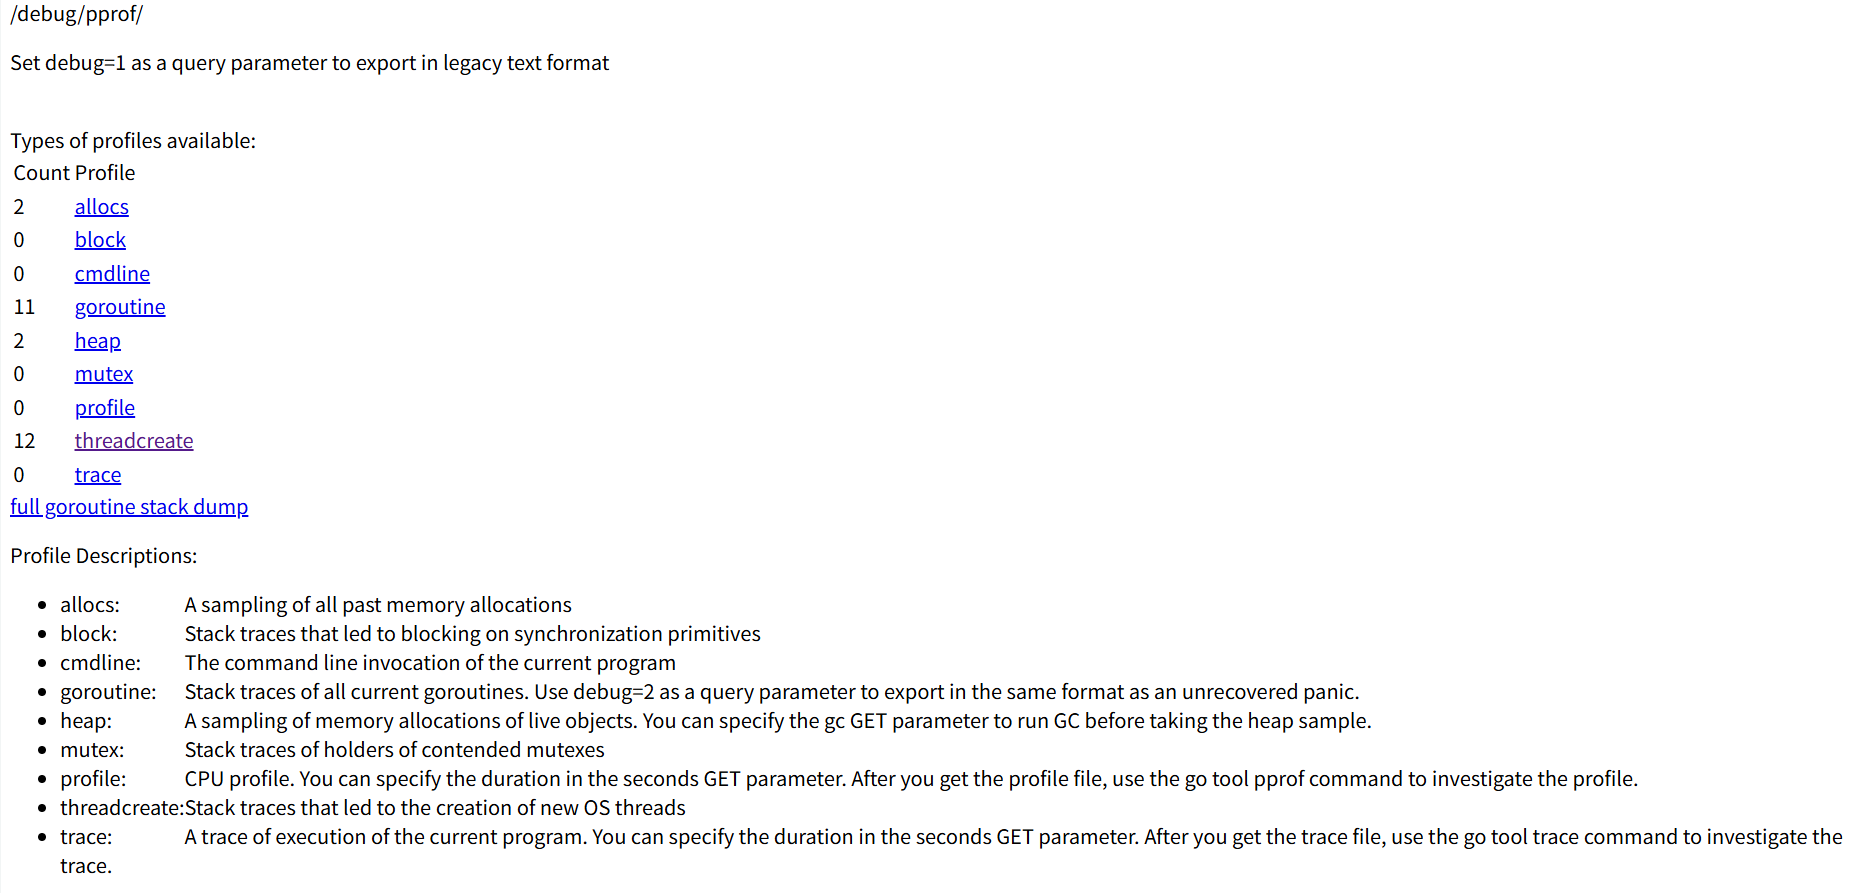 /debug/pprof/
Set debug=1 as a query parameter to export in legacy text format
Types of profiles available:
Count Profile
2 allocs
0 block
0 cmdline
11 goroutine
2 heap
0 mutex
0 profile
12 threadcreate
0 trace
full goroutine stack dump
Profile Descriptions:
• allocs: A sampling of all past memory allocations
• block: Stack traces that led to blocking on synchronization primitives
• cmdline: The command line invocation of the current program
• goroutine: Stack traces of all current goroutines. Use debug=2 as a query parameter to export in the same format as an unrecovered panic.
• heap: A sampling of memory allocations of live objects. You can specify the gc GET parameter to run GC before taking the heap sample.
• mutex: Stack traces of holders of contended mutexes
• profile: CPU profile. You can specify the duration in the seconds GET parameter. After you get the profile file, use the go tool pprof command to investigate the profile.
• threadcreate:Stack traces that led to the creation of new OS threads
• trace: A trace of execution of the current program. You can specify the duration in the seconds GET parameter. After you get the trace file, use the go tool trace command to investigate the
trace.